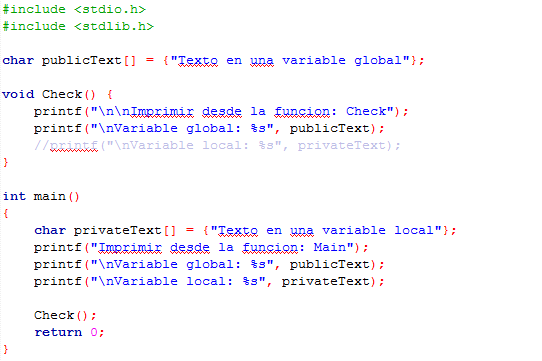 #include <stdio.h>
#include <stdlib.h>
char publicText[] = {"Texto en una variable global"};
void Check() {
printf("\n\nImprimir desde la funcion: Check");
printf("\nVariable global: %s", publicText);
//printf("\nVariable local: %s", privateText);
}
int main()
{
char privateText[] = {"Texto en una variable local"};
printf("Imprimir desde la funcion: Main");
printf("\nVariable global: %s", publicText);
printf("\nVariable local: %s", privateText);
Check();
return 0;
}